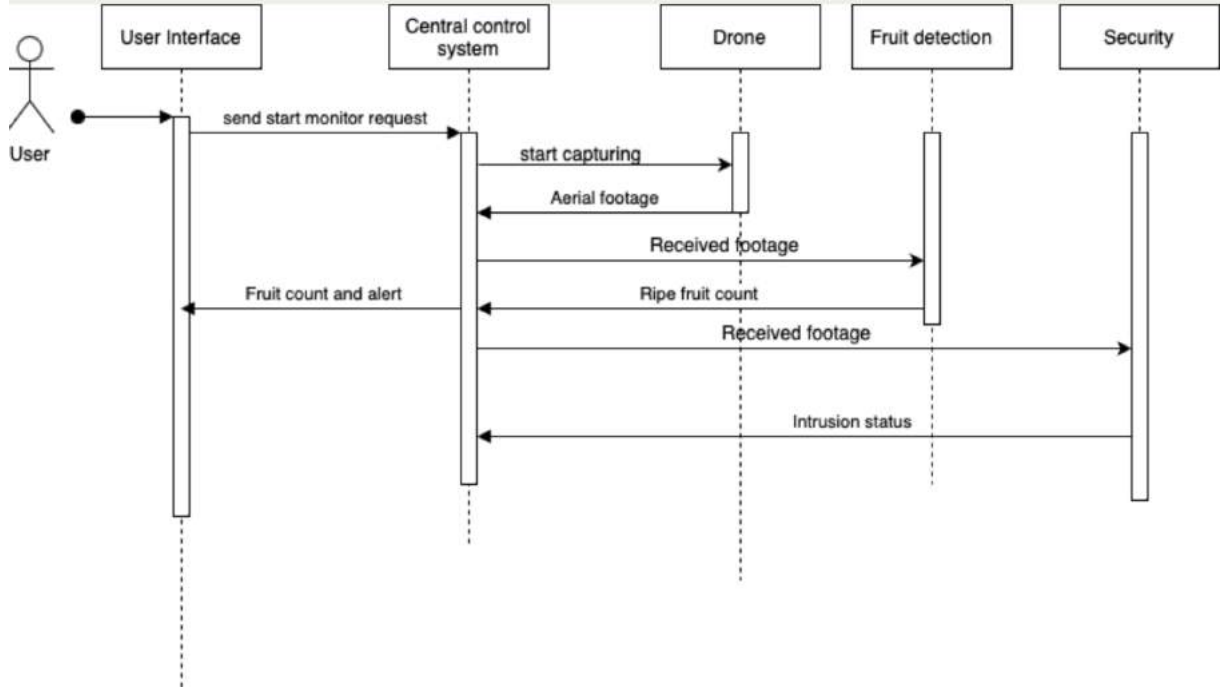 User Interface
Central control
system
Drone
Fruit detection
Security
User
send start monitor request
start capturing
Aerial footage
Received footage
Fruit count and alert
Ripe fruit count
Received footage
Intrusion status